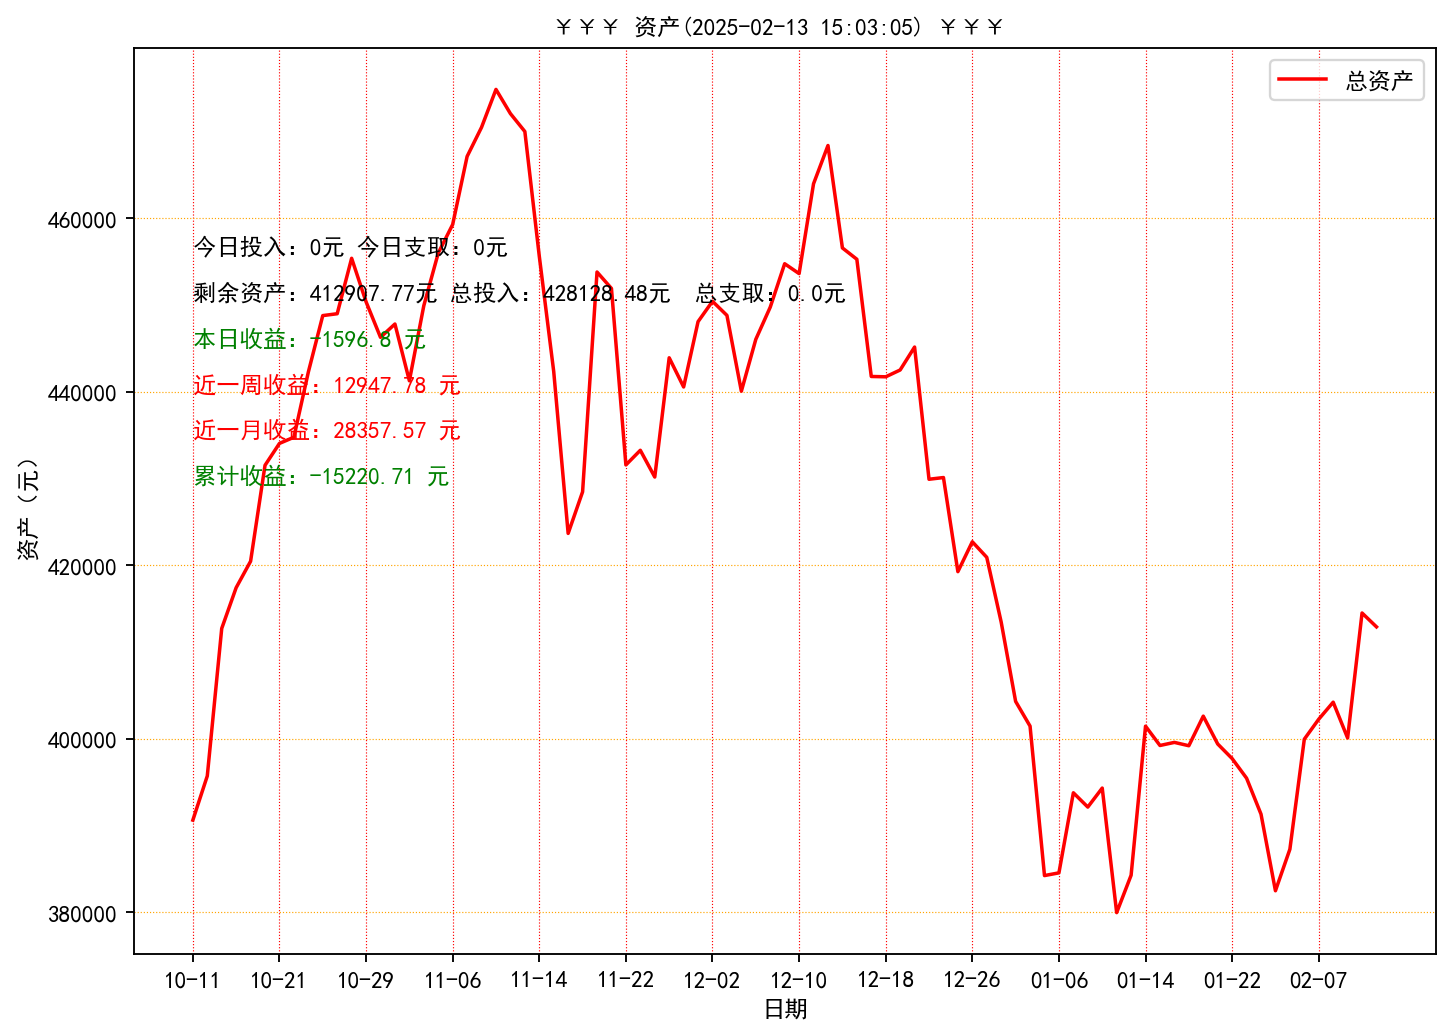 ￥￥￥ 资产(2025-02-13 15:03:05) ￥￥￥
总资产
460000
440000
420000
400000
380000
资产（元）
今日投入：0元 今日支取：0元
剩余资产：412907.77元 总投入：428128.48元 总支取：0.0元
本日收益：-1596.8 元
近一周收益：12947.78 元
近一月收益：28357.57 元
累计收益：-15220.71 元
10-11 10-21 10-29 11-06 11-14 11-22 12-02 12-10 12-18 12-26 01-06 01-14 01-22 02-07
日期